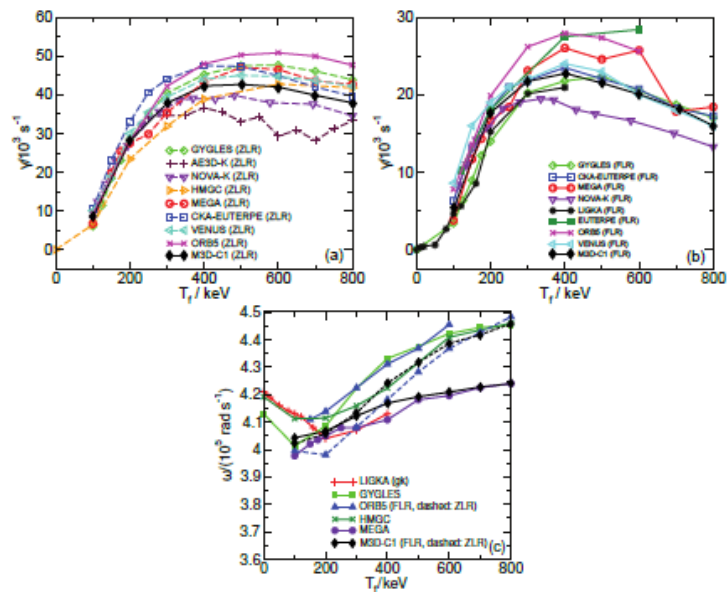 60
50
40
30
20
10
0
γ/10³ s⁻¹
GYGLES (ZLR)
AE3D-K (ZLR)
NOVA-K (ZLR)
HMGC (ZLR)
MEGA (ZLR)
CKA-EUTERPE (ZLR)
VENUS (ZLR)
ORB5 (ZLR)
M3D-C1 (ZLR)
(a)
0 200 400 600 800
T_f / keV
30
20
10
0
γ/10³ s⁻¹
GYGLES (FLR)
CKA-EUTERPE (FLR)
MEGA (FLR)
NOVA-K (FLR)
LIGKA (FLR)
EUTERPE (FLR)
ORB5 (FLR)
VENUS (FLR)
M3D-C1 (FLR)
(b)
0 200 400 600 800
T_f / keV
4.5
4.4
4.3
4.2
4.1
4
3.9
3.8
3.7
3.6
ω/(10⁵ rad s⁻¹)
LIGKA (gk)
GYGLES
ORB5 (FLR, dashed: ZLR)
HMGC
MEGA
M3D-C1 (FLR, dashed: ZLR)
(c)
0 200 400 600 800
T_f / keV